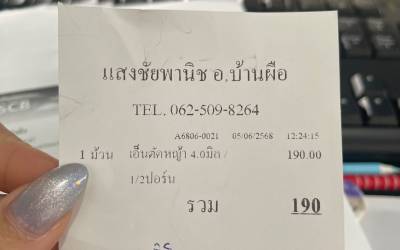 แสงชัยพานิช อ.บ้านผือ
TEL. 062-509-8264
A6806-0021 05/06/2568 12:24:15
1 ม้วน เอ็นตัดหญ้า 4.0มิล / 190.00
1/2ปอร์น
รวม 190